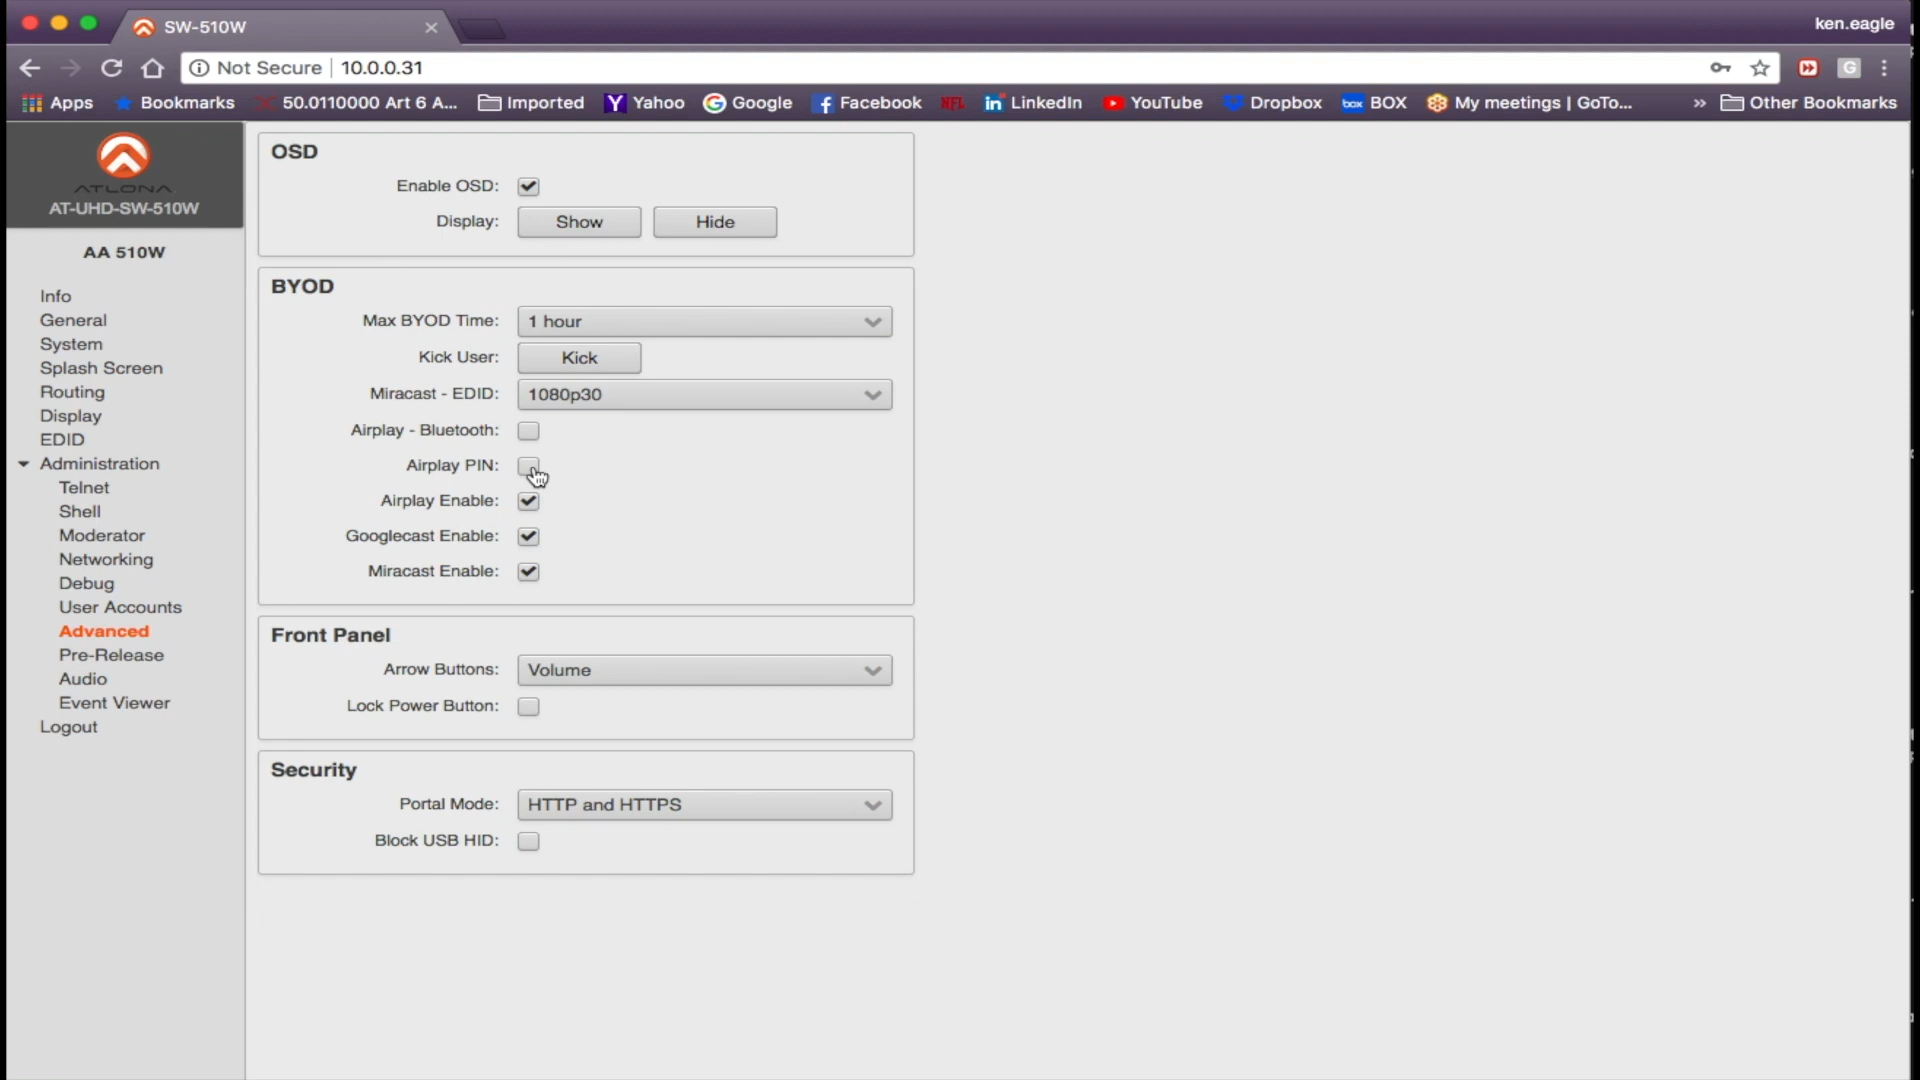 SW-510W
ken.eagle
Not Secure 10.0.0.31
G
Apps Bookmarks 50.0110000 Art 6 A... Imported Yahoo Google Facebook NFL LinkedIn YouTube Dropbox box BOX My meetings | GoTo... » Other Bookmarks
ATLONA
AT-UHD-SW-510W
AA 510W
Info
General
System
Splash Screen
Routing
Display
EDID
Administration
Telnet
Shell
Moderator
Networking
Debug
User Accounts
Advanced
Pre-Release
Audio
Event Viewer
Logout
OSD
Enable OSD:
Display: Show Hide
BYOD
Max BYOD Time: 1 hour
Kick User: Kick
Miracast - EDID: 1080p30
Airplay - Bluetooth:
Airplay PIN:
Airplay Enable:
Googlecast Enable:
Miracast Enable:
Front Panel
Arrow Buttons: Volume
Lock Power Button:
Security
Portal Mode: HTTP and HTTPS
Block USB HID: